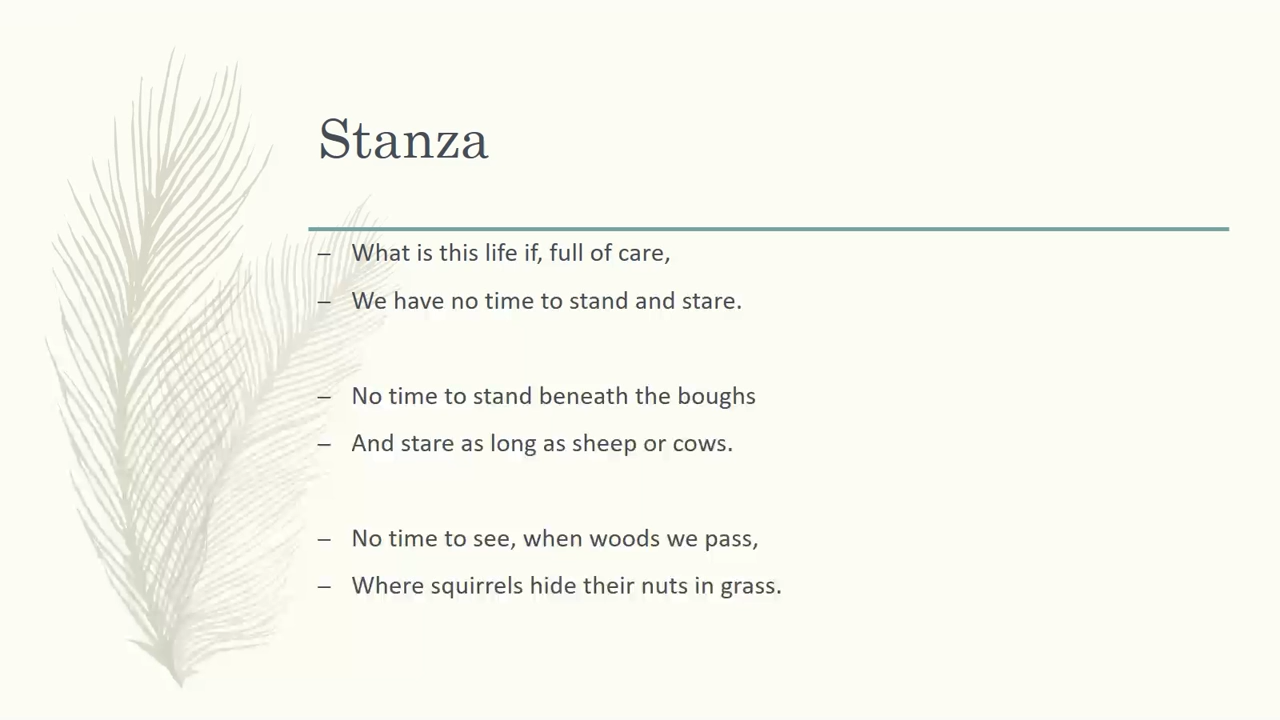 Stanza
– What is this life if, full of care,
– We have no time to stand and stare.
– No time to stand beneath the boughs
– And stare as long as sheep or cows.
– No time to see, when woods we pass,
– Where squirrels hide their nuts in grass.